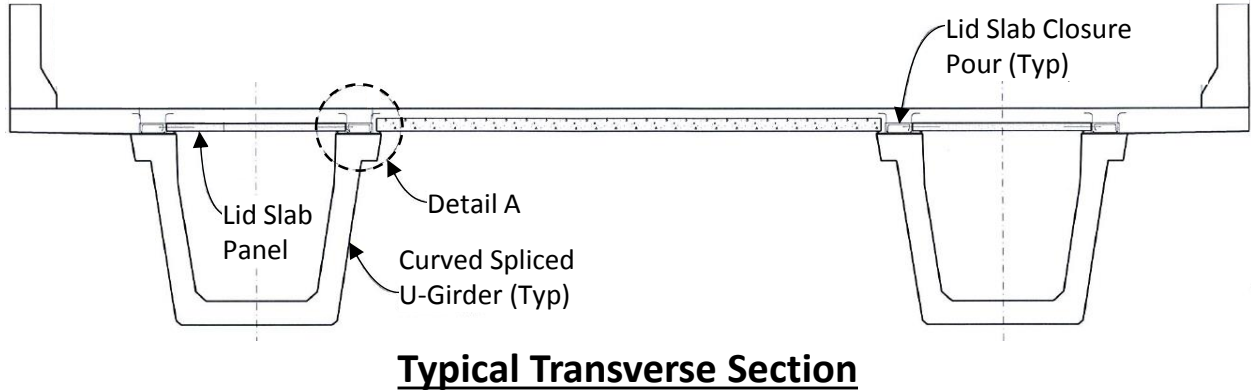 Lid Slab Closure
Pour (Typ)
Lid Slab
Panel
Detail A
Curved Spliced
U-Girder (Typ)
Typical Transverse Section